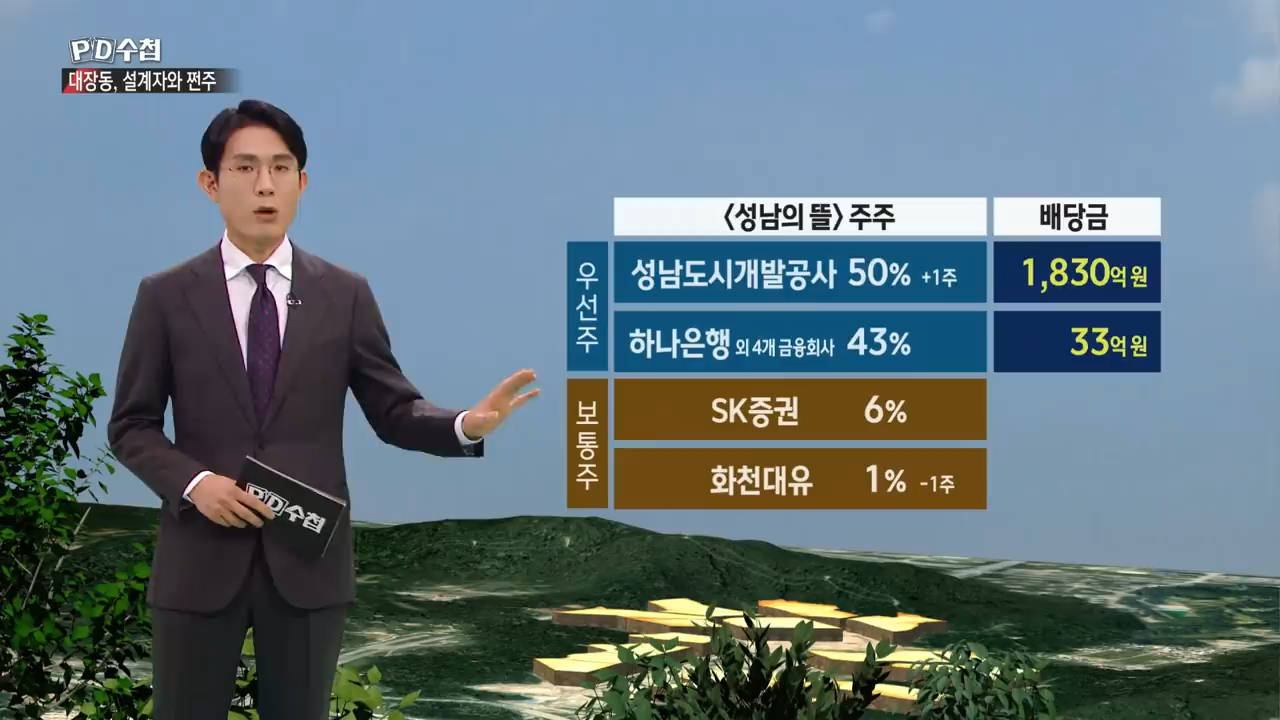 PD수첩
대장동, 설계자와 쩐주
<성남의 뜰> 주주 배당금
우선주
성남도시개발공사 50% +1주 1,830억 원
하나은행 외 4개 금융회사 43% 33억 원
보통주
SK증권 6%
화천대유 1% -1주
PD수첩